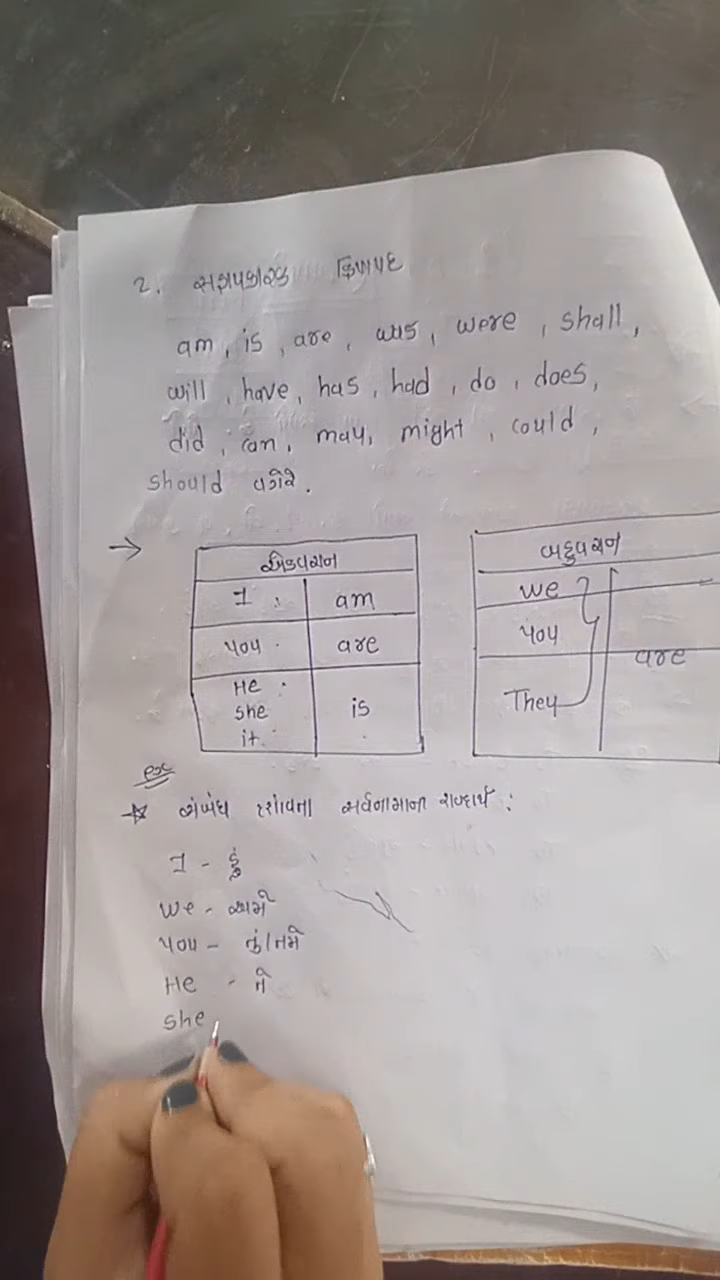 2. સહાયકારક ક્રિયાપદ
am, is, are, was, were, shall,
will, have, has, had, do, does,
did, can, may, might, could,
should વગેરે.
→
એકવચન
I am
you are
He
she is
it
બહુવચન
we
you are
They
ex
સંબંધ દર્શાવતા સર્વનામોના શબ્દાર્થ :
I - હું
we - અમે
you - તું/તમે
He - તે
She